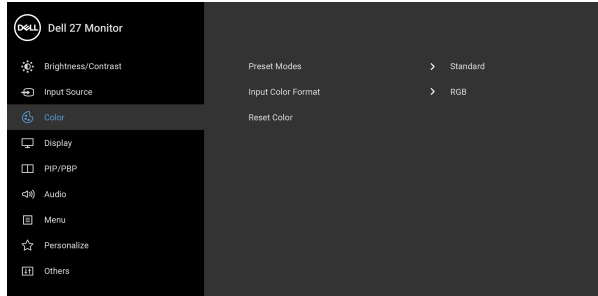 DELL Dell 27 Monitor
Brightness/Contrast Preset Modes Standard
Input Source Input Color Format RGB
Color Reset Color
Display
PIP/PBP
Audio
Menu
Personalize
Others